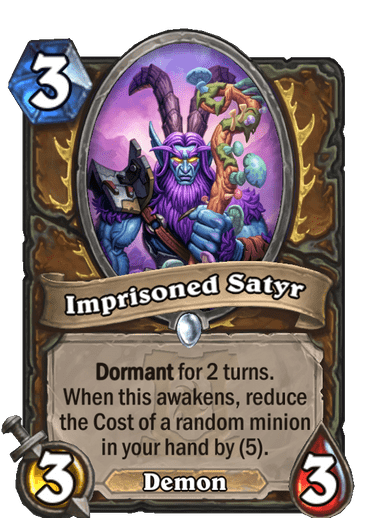 3
Imprisoned Satyr
Dormant for 2 turns.
When this awakens, reduce
the Cost of a random minion
in your hand by (5).
3
Demon
3